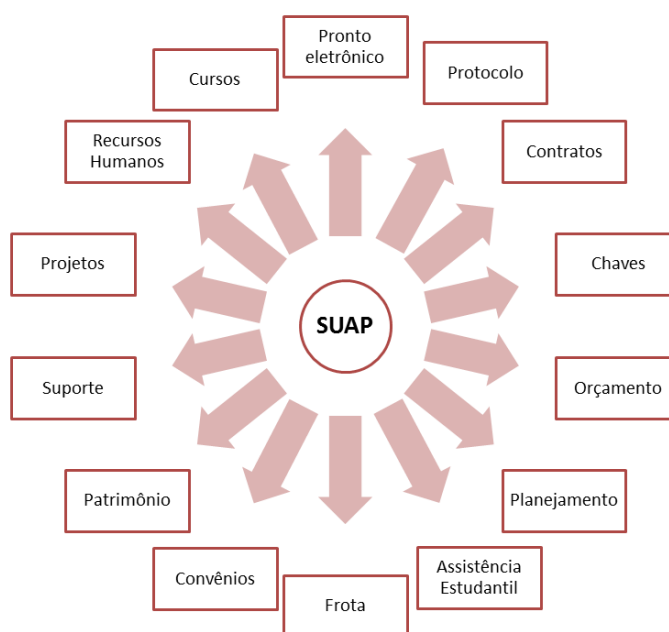 Pronto
eletrônico
Protocolo
Cursos
Contratos
Recursos
Humanos
Chaves
Projetos
SUAP
Orçamento
Suporte
Planejamento
Patrimônio
Assistência
Estudantil
Convênios
Frota